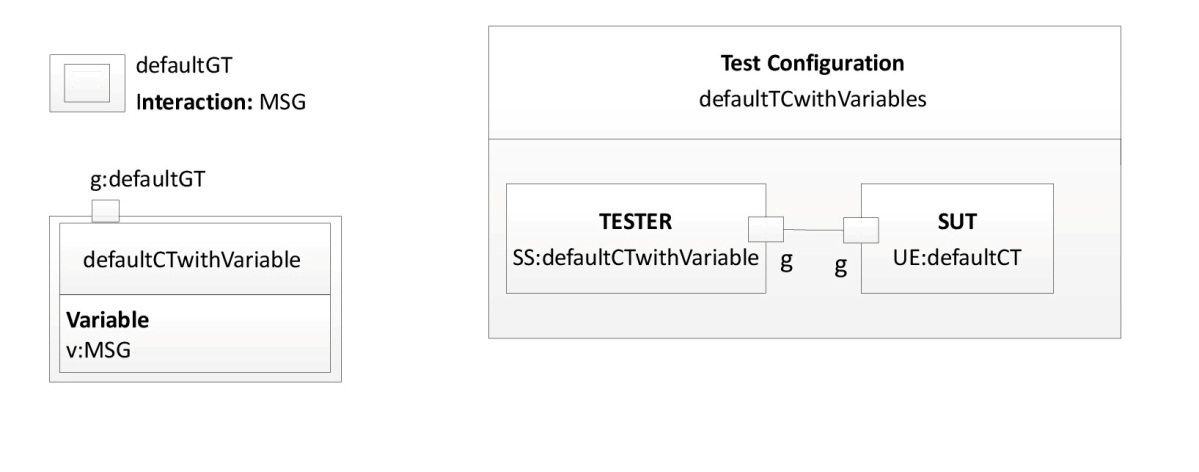 defaultGT
Interaction: MSG
g:defaultGT
defaultCTwithVariable
Variable
v:MSG
Test Configuration
defaultTCwithVariables
TESTER
SS:defaultCTwithVariable
g
g
SUT
UE:defaultCT